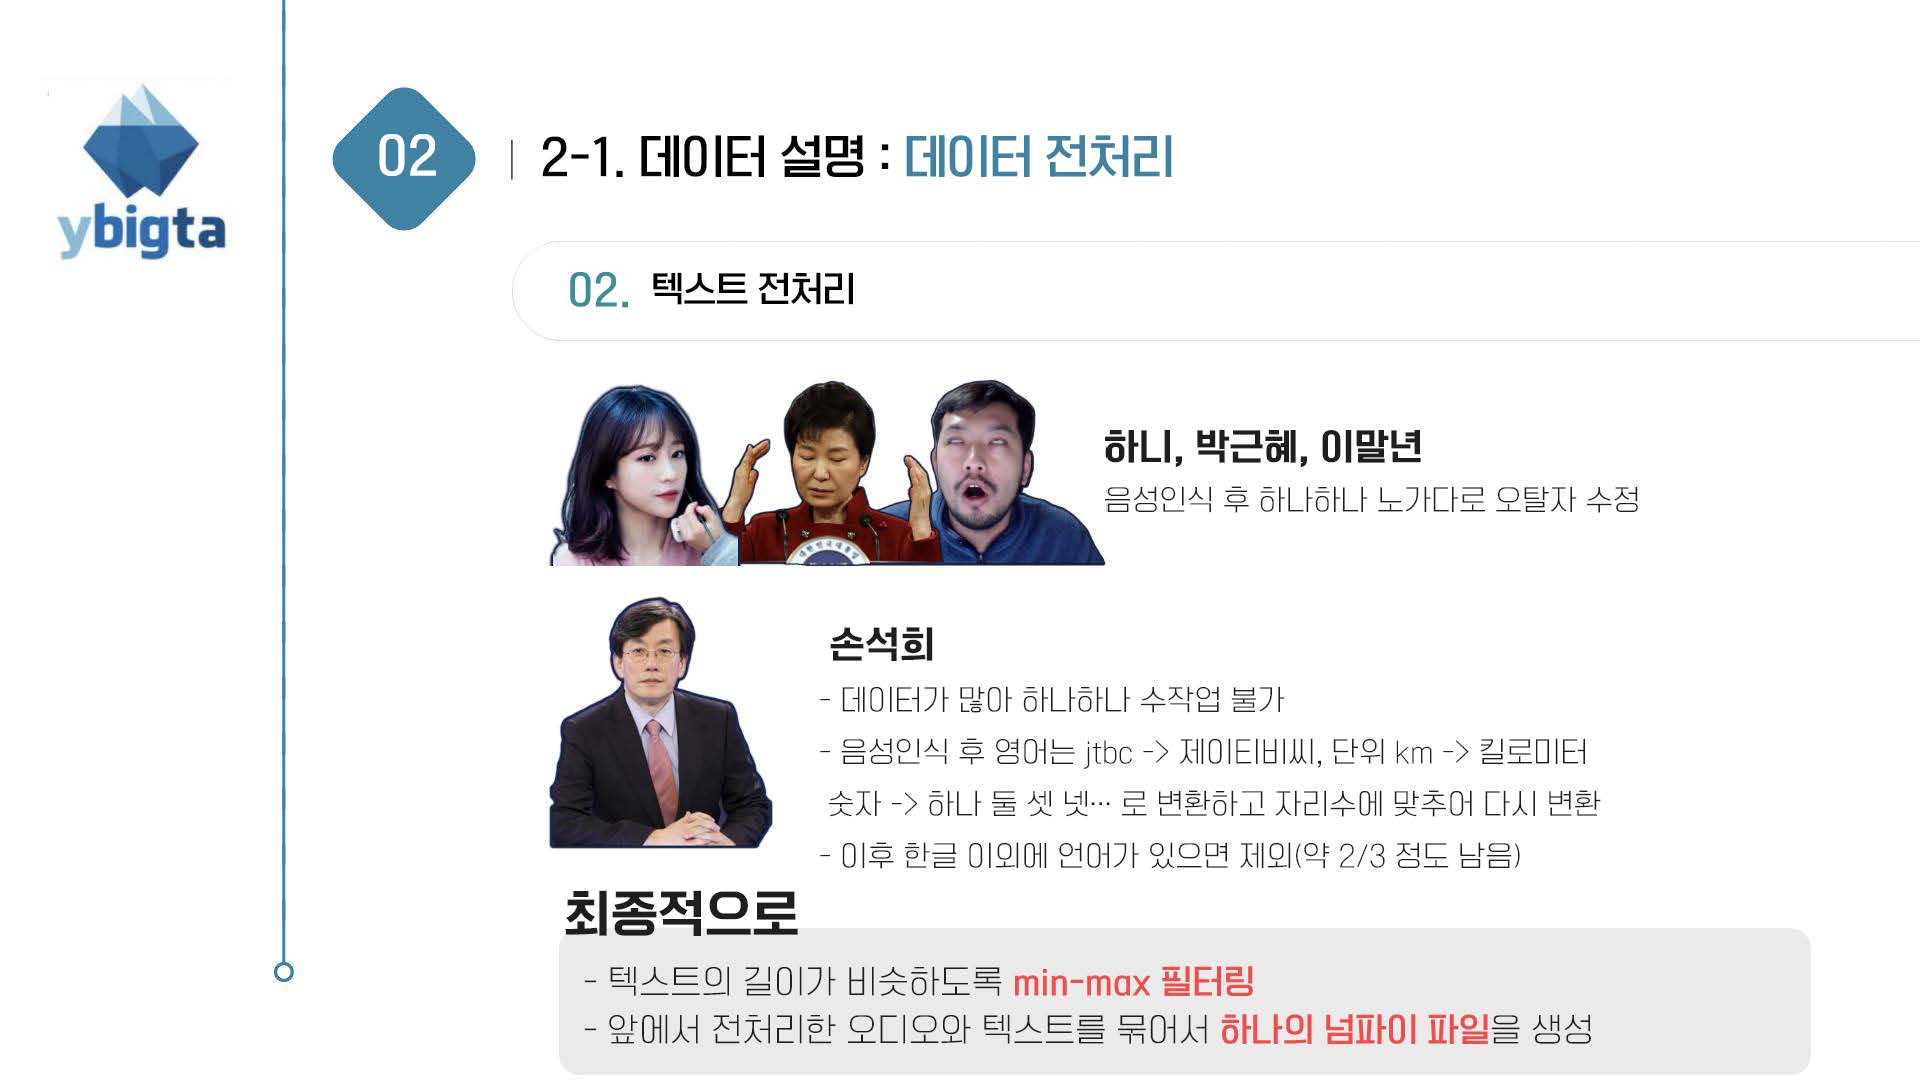 ybigta
02
2-1. 데이터 설명 : 데이터 전처리
02. 텍스트 전처리
하니, 박근혜, 이말년
음성인식 후 하나하나 노가다로 오탈자 수정
대한민국대통령
손석희
- 데이터가 많아 하나하나 수작업 불가
- 음성인식 후 영어는 jtbc -> 제이티비씨, 단위 km -> 킬로미터
숫자 -> 하나 둘 셋 넷… 로 변환하고 자리수에 맞추어 다시 변환
- 이후 한글 이외에 언어가 있으면 제외(약 2/3 정도 남음)
최종적으로
- 텍스트의 길이가 비슷하도록 min-max 필터링
- 앞에서 전처리한 오디오와 텍스트를 묶어서 하나의 넘파이 파일을 생성